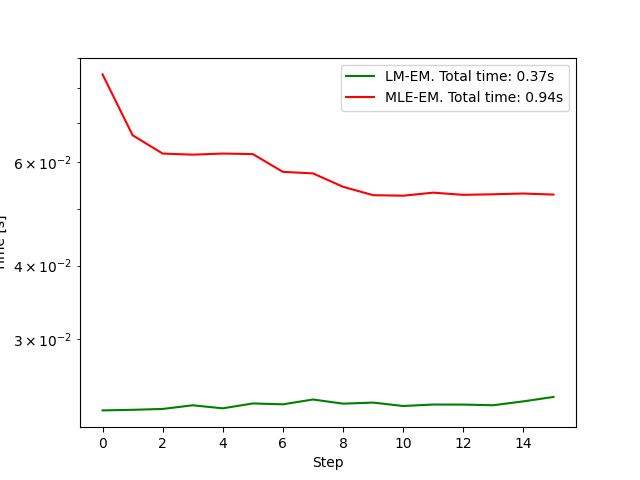 LM-EM. Total time: 0.37s
MLE-EM. Total time: 0.94s
6 × 10⁻²
4 × 10⁻²
3 × 10⁻²
[s]
0 2 4 6 8 10 12 14
Step